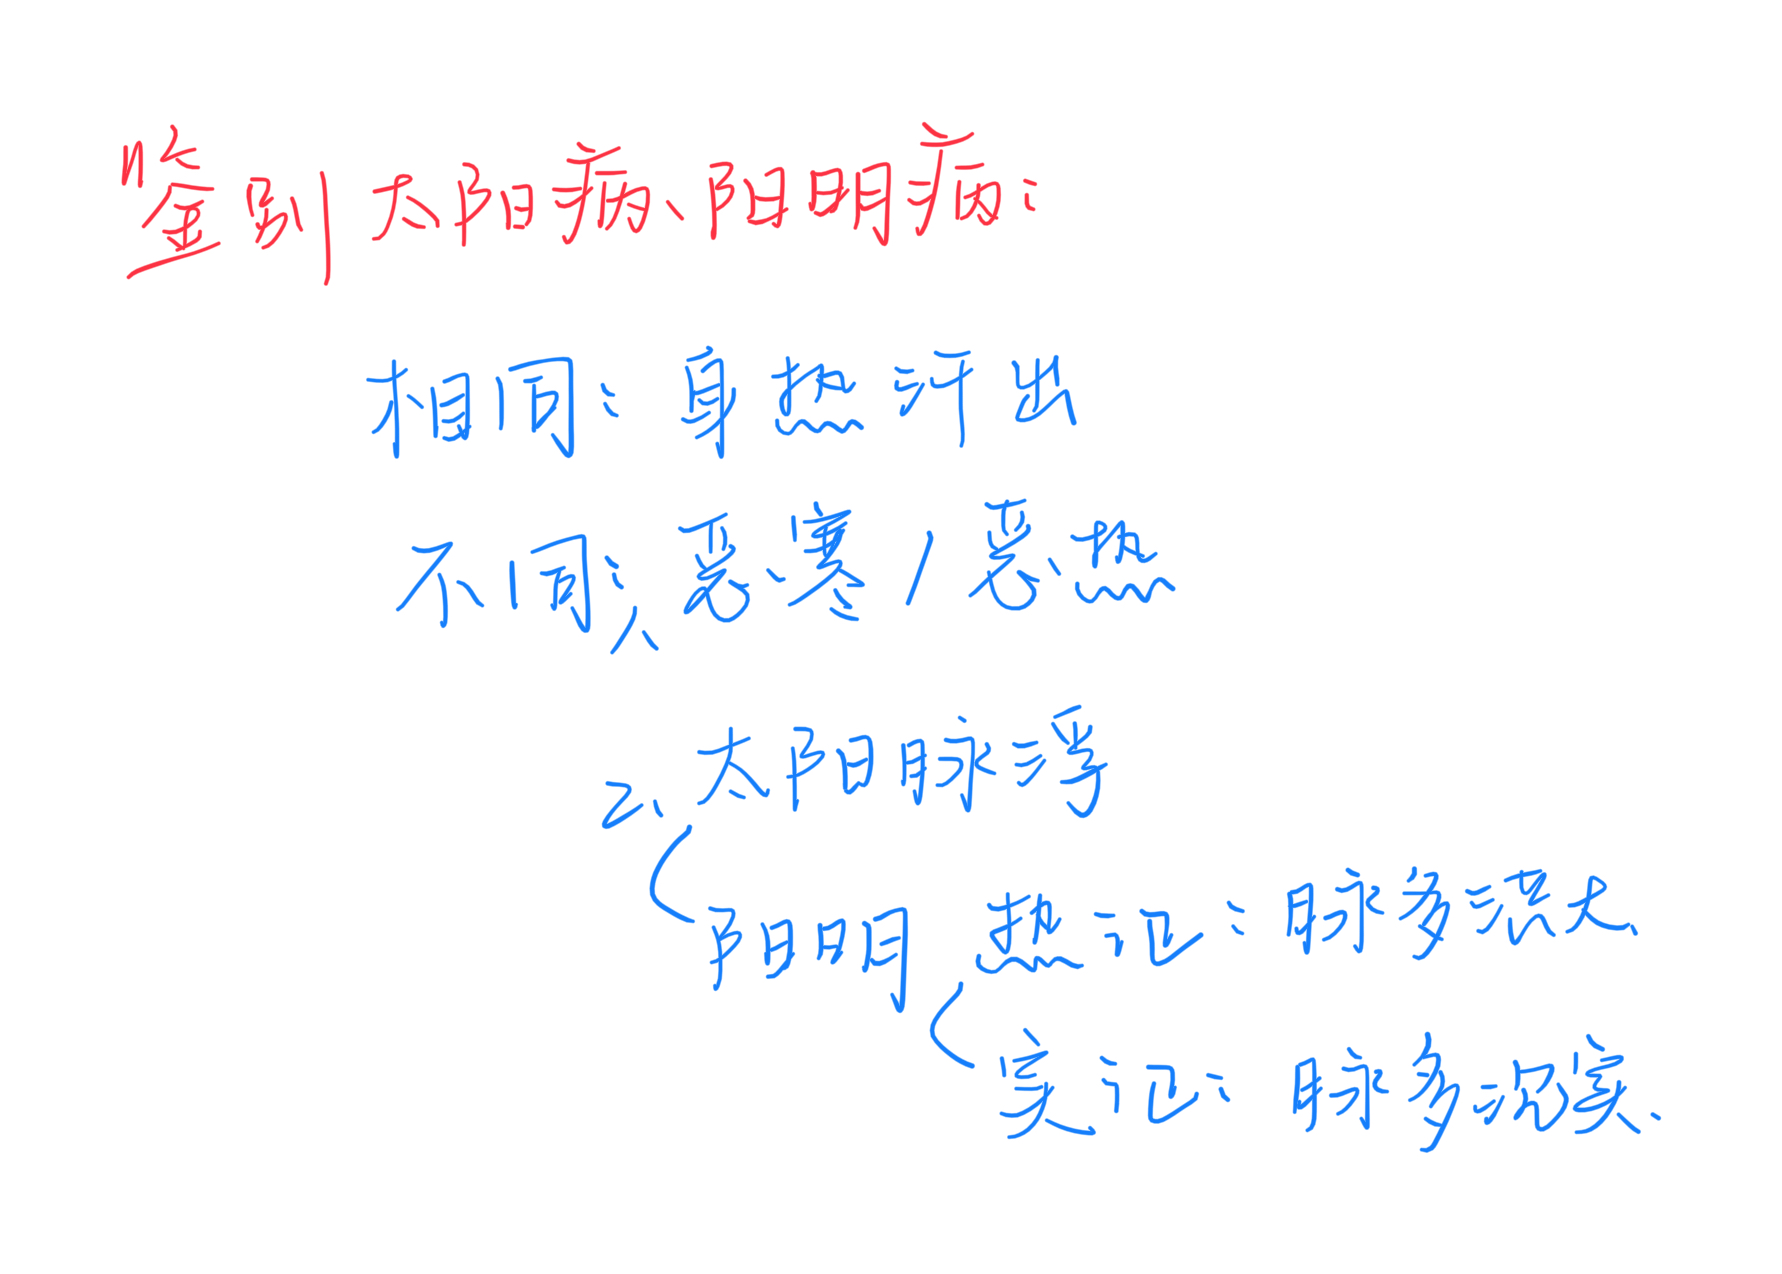 鉴别太阳病、阳明病：
相同：身热汗出
不同：1、恶寒/恶热
2、太阳脉浮
阳明 热证：脉多洪大、
实证：脉多沉实、